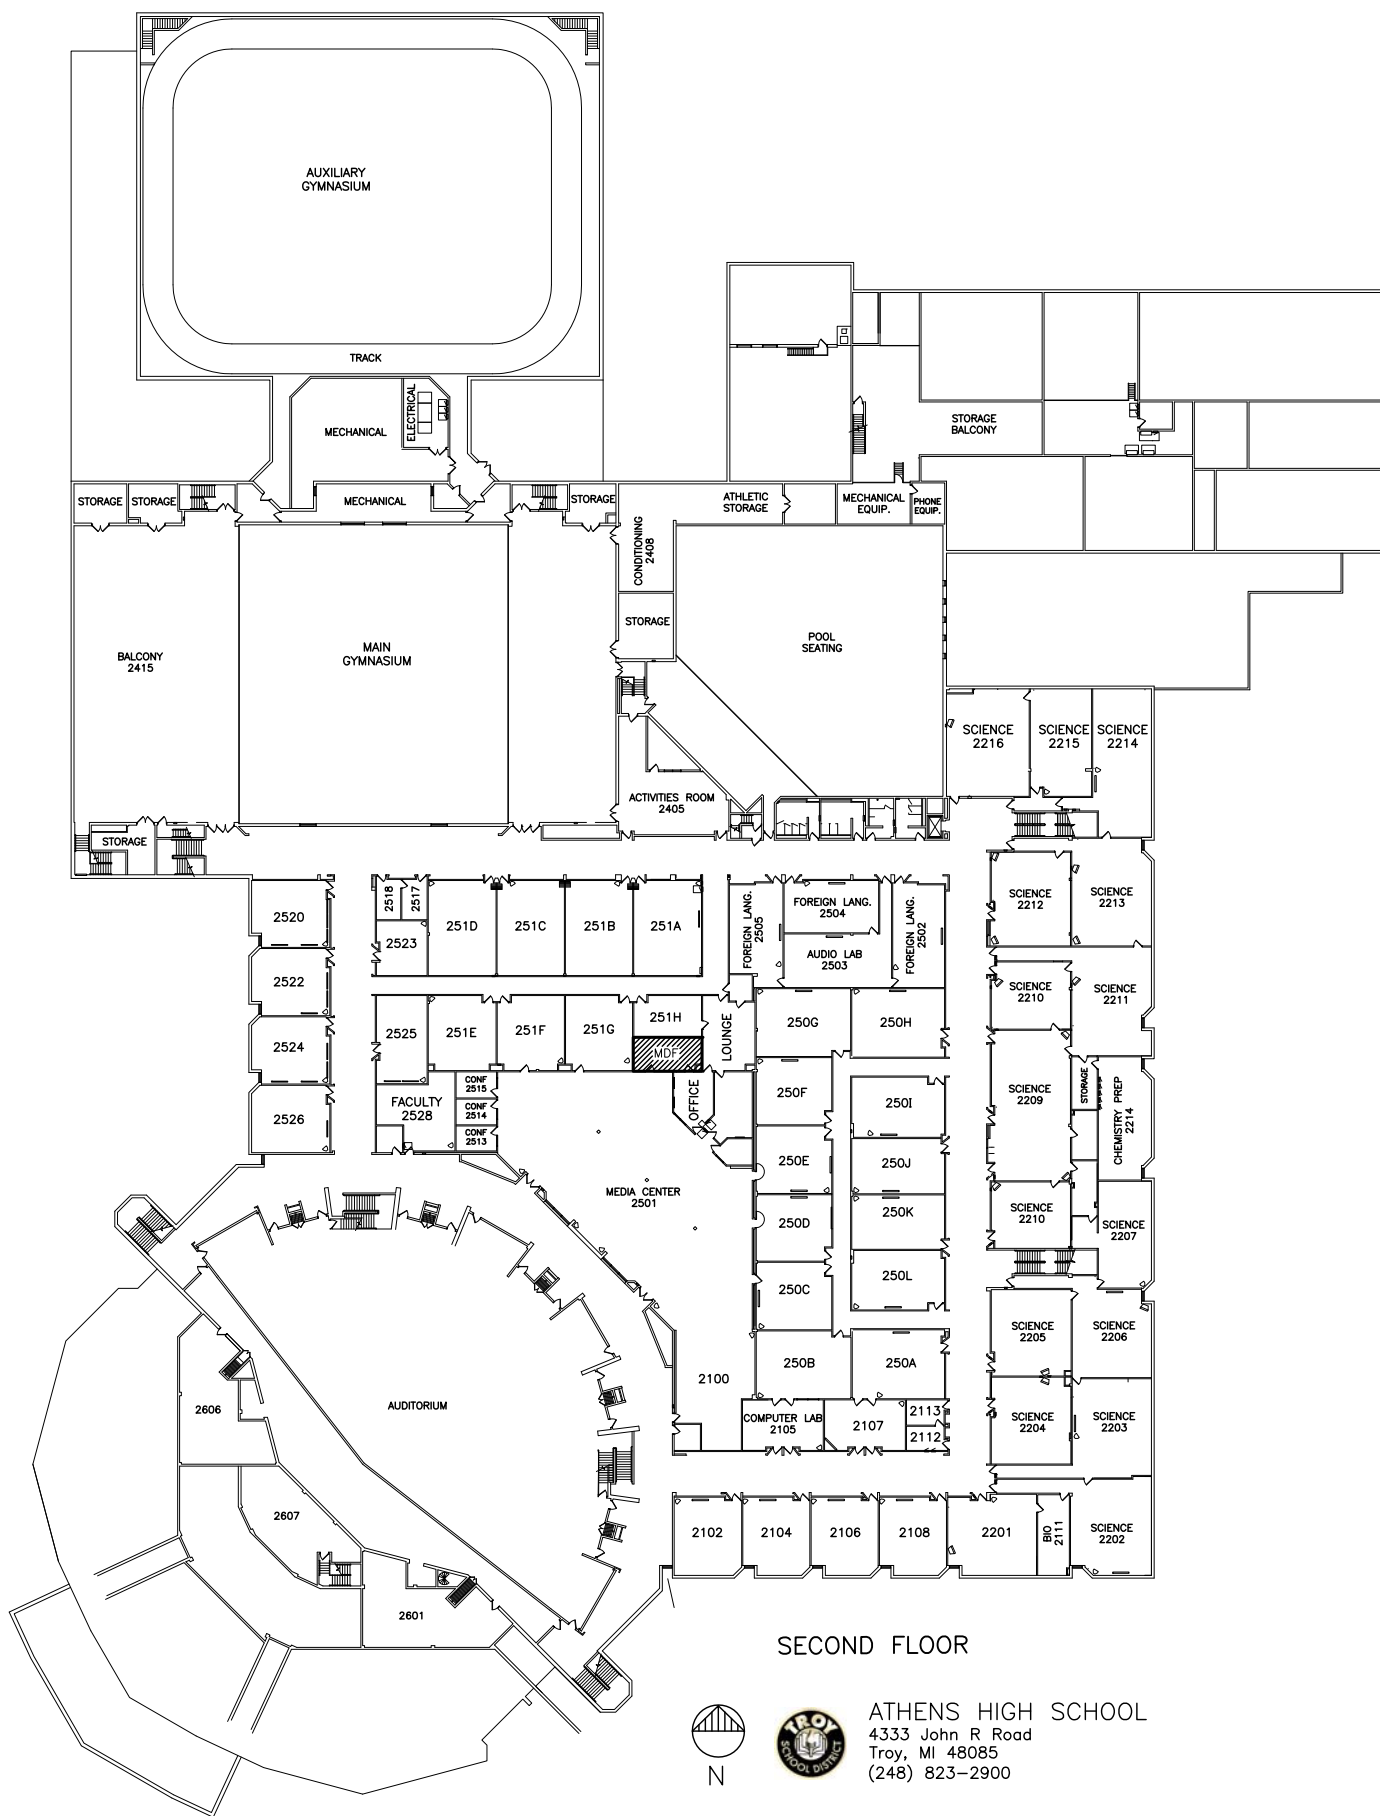 AUXILIARY
GYMNASIUM
TRACK
ELECTRICAL
MECHANICAL
STORAGE
BALCONY
STORAGE
STORAGE
MECHANICAL
STORAGE
ATHLETIC
STORAGE
MECHANICAL
EQUIP.
PHONE
EQUIP.
CONDITIONING
2408
STORAGE
BALCONY
2415
MAIN
GYMNASIUM
POOL
SEATING
SCIENCE
2216
SCIENCE
2215
SCIENCE
2214
ACTIVITIES ROOM
2405
STORAGE
2520
2518
2517
2523
251D
251C
251B
251A
FOREIGN LANG.
2505
FOREIGN LANG.
2504
AUDIO LAB
2503
FOREIGN LANG.
2502
SCIENCE
2212
SCIENCE
2213
2522
SCIENCE
2210
SCIENCE
2211
2524
2525
251E
251F
251G
251H
MDF
LOUNGE
250G
250H
2526
FACULTY
2528
CONF
2515
CONF
2514
CONF
2513
OFFICE
250F
250I
SCIENCE
2209
STORAGE
CHEMISTRY PREP
2214
250E
250J
MEDIA CENTER
2501
250D
250K
SCIENCE
2210
SCIENCE
2207
250C
250L
SCIENCE
2205
SCIENCE
2206
2100
250B
250A
2606
AUDITORIUM
COMPUTER LAB
2105
2107
2113
2112
SCIENCE
2204
SCIENCE
2203
2607
2102
2104
2106
2108
2201
BIO
2111
SCIENCE
2202
2601
SECOND FLOOR
N
TROY
SCHOOL DISTRICT
ATHENS HIGH SCHOOL
4333 John R Road
Troy, MI 48085
(248) 823-2900